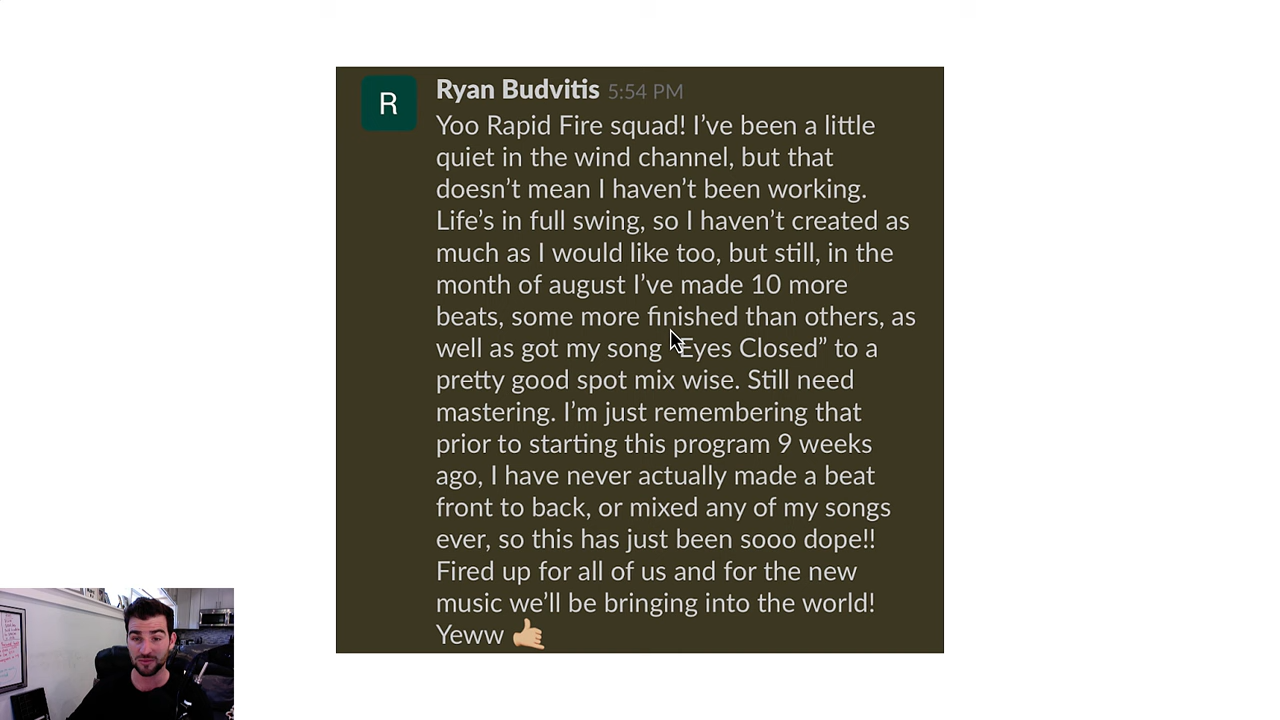 R
Ryan Budvitis 5:54 PM
Yoo Rapid Fire squad! I’ve been a little
quiet in the wind channel, but that
doesn’t mean I haven’t been working.
Life’s in full swing, so I haven’t created as
much as I would like too, but still, in the
month of august I’ve made 10 more
beats, some more finished than others, as
well as got my song “Eyes Closed” to a
pretty good spot mix wise. Still need
mastering. I’m just remembering that
prior to starting this program 9 weeks
ago, I have never actually made a beat
front to back, or mixed any of my songs
ever, so this has just been sooo dope!!
Fired up for all of us and for the new
music we’ll be bringing into the world!
Yeww 🤙🏼